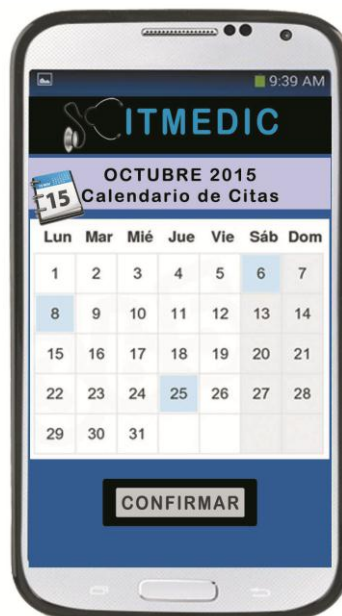 9:39 AM
CITMEDIC
OCTUBRE 2015
15
Calendario de Citas
Lun Mar Mié Jue Vie Sáb Dom
1 2 3 4 5 6 7
8 9 10 11 12 13 14
15 16 17 18 19 20 21
22 23 24 25 26 27 28
29 30 31
CONFIRMAR